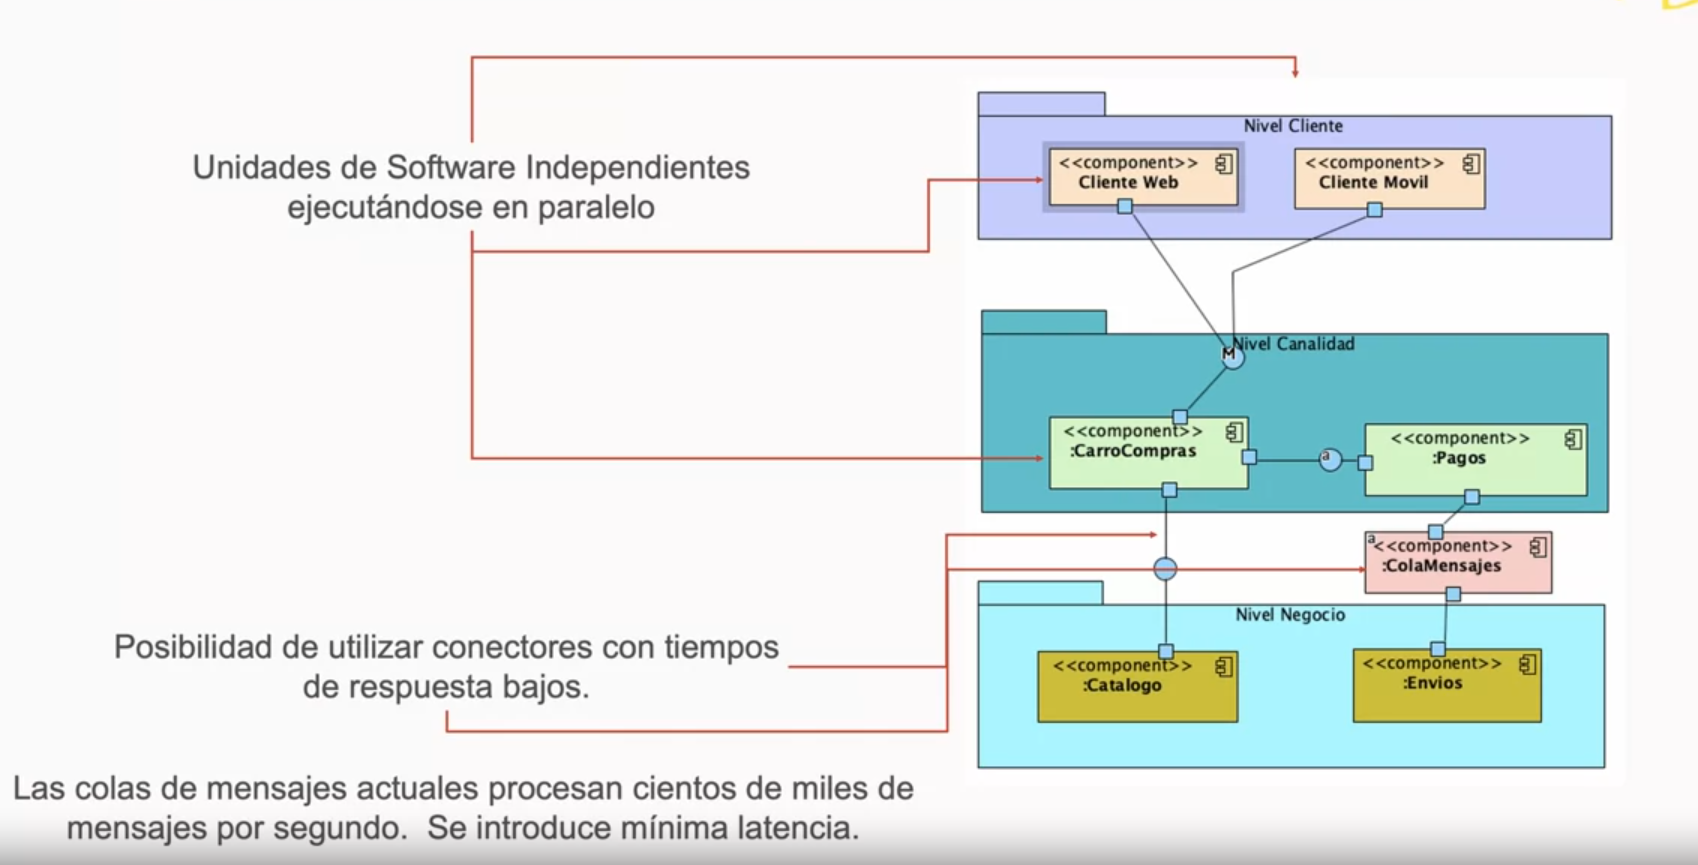 Unidades de Software Independientes
ejecutándose en paralelo
Posibilidad de utilizar conectores con tiempos
de respuesta bajos.
Las colas de mensajes actuales procesan cientos de miles de
mensajes por segundo. Se introduce mínima latencia.
Nivel Cliente
<<component>>
Cliente Web
<<component>>
Cliente Movil
M
Nivel Canalidad
<<component>>
:CarroCompras
a
<<component>>
:Pagos
a
<<component>>
:ColaMensajes
Nivel Negocio
<<component>>
:Catalogo
<<component>>
:Envios